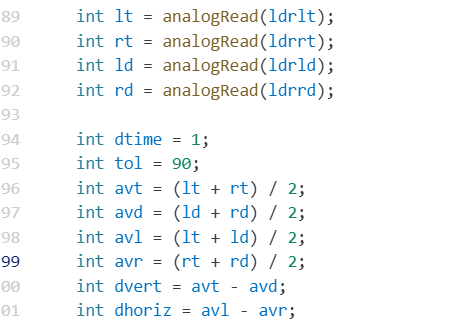 89 int lt = analogRead(ldrlt);
90 int rt = analogRead(ldrrt);
91 int ld = analogRead(ldrld);
92 int rd = analogRead(ldrrd);
93
94 int dtime = 1;
95 int tol = 90;
96 int avt = (lt + rt) / 2;
97 int avd = (ld + rd) / 2;
98 int avl = (lt + ld) / 2;
99 int avr = (rt + rd) / 2;
00 int dvert = avt - avd;
01 int dhoriz = avl - avr;